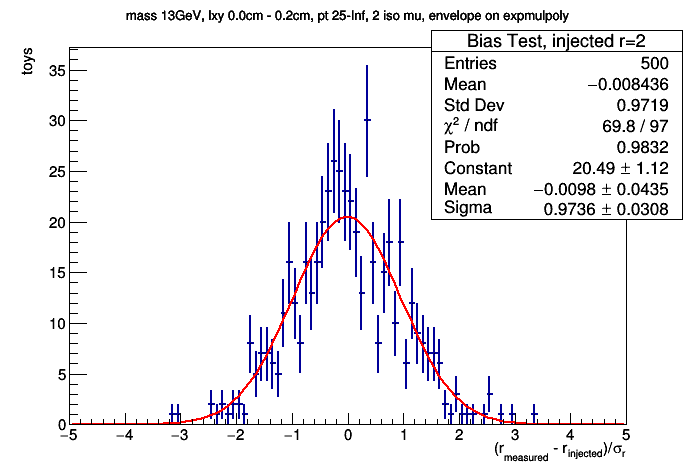 mass 13GeV, lxy 0.0cm - 0.2cm, pt 25-Inf, 2 iso mu, envelope on expmulpoly
Bias Test, injected r=2
Entries 500
Mean −0.008436
Std Dev 0.9719
χ² / ndf 69.8 / 97
Prob 0.9832
Constant 20.49 ± 1.12
Mean −0.0098 ± 0.0435
Sigma 0.9736 ± 0.0308
toys
35
30
25
20
15
10
5
0
−5 −4 −3 −2 −1 0 1 2 3 4 5
(r_measured - r_injected)/σ_r